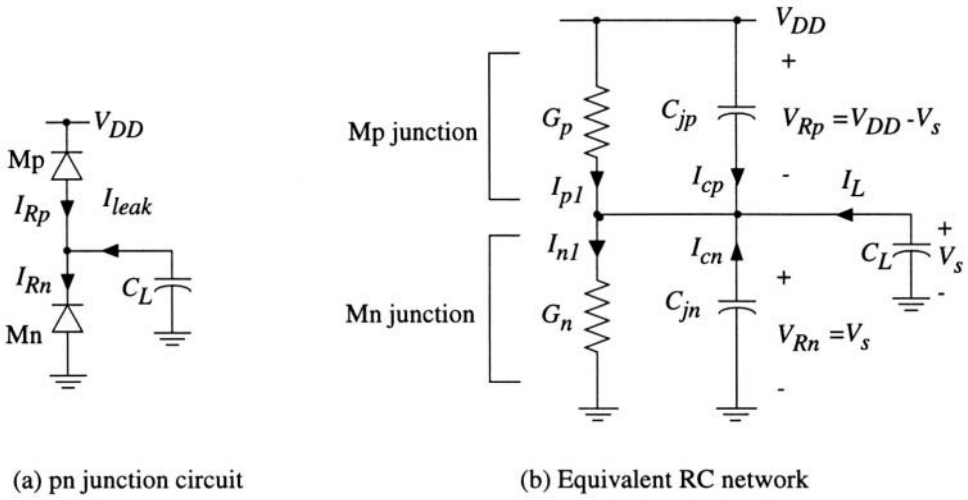 V_DD
Mp
I_Rp
I_leak
I_Rn
C_L
Mn
(a) pn junction circuit
V_DD
+
Mp junction
G_p
C_jp
V_Rp =V_DD -V_s
-
I_p1
I_cp
I_L
Mn junction
I_n1
I_cn
+
C_L
+
V_s
-
G_n
C_jn
V_Rn =V_s
-
(b) Equivalent RC network